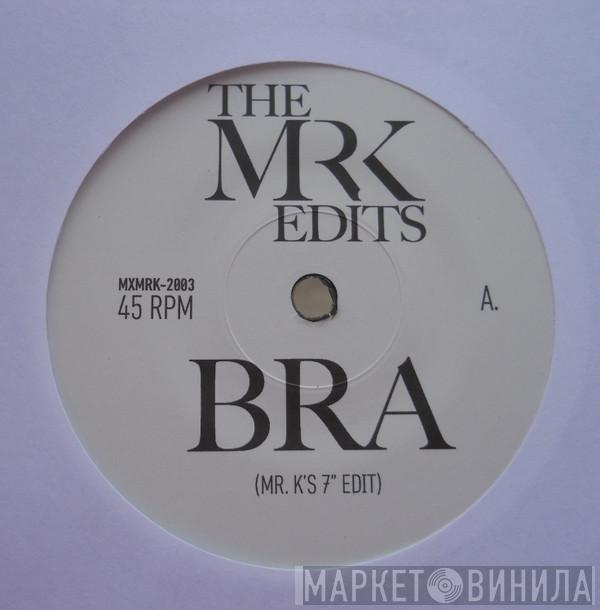 THE
MRK
EDITS
MXMRK-2003
45 RPM
A.
BRA
(MR. K'S 7" EDIT)
МАРКЕТ ВИНИЛА